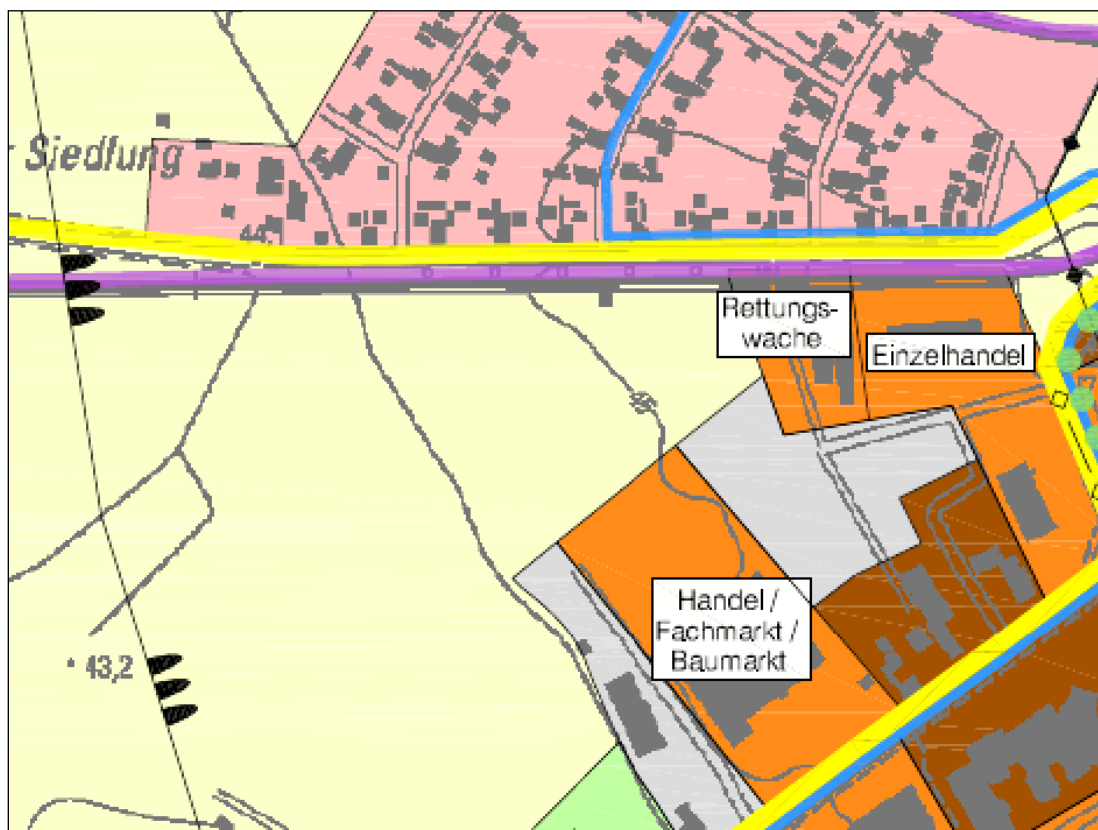 r Siedlung
Rettungs-
wache
Einzelhandel
Handel /
Fachmarkt /
Baumarkt
43,2